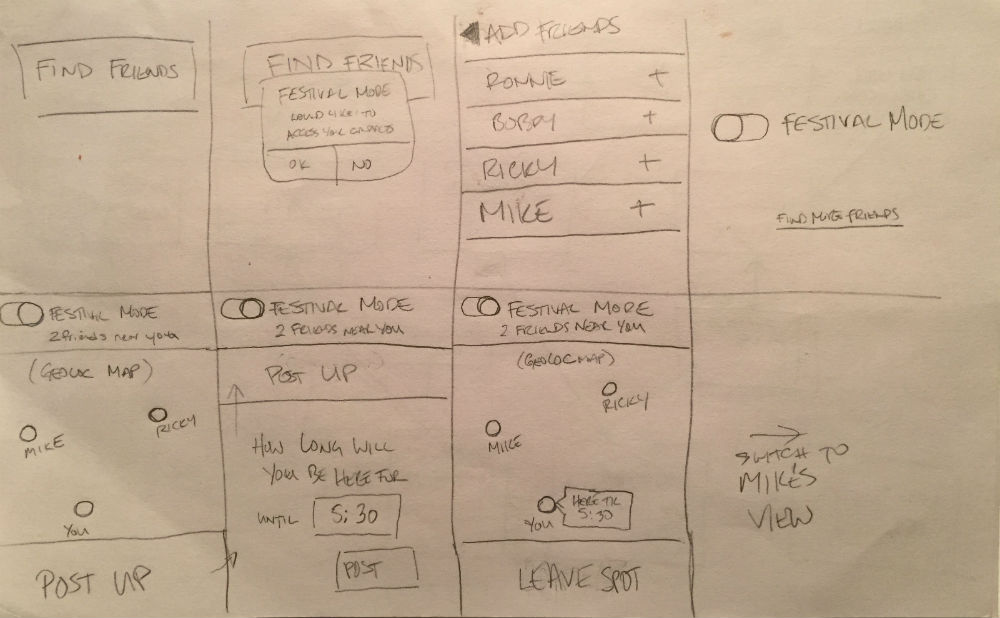 FIND FRIENDS
FIND FRIENDS
FESTIVAL MODE
WOULD LIKE TO
ACCESS YOUR CONTACTS
OK
NO
ADD FRIENDS
RONNIE +
BOBBY +
RICKY +
MIKE +
FESTIVAL MODE
FIND MORE FRIENDS
FESTIVAL MODE
2 friends near you
(GEOLOC MAP)
RICKY
MIKE
YOU
POST UP
FESTIVAL MODE
2 FRIENDS NEAR YOU
POST UP
HOW LONG WILL
YOU BE HERE FOR
UNTIL 5:30
POST
FESTIVAL MODE
2 FRIENDS NEAR YOU
(GEOLOC MAP)
RICKY
MIKE
HERE TIL
5:30
YOU
LEAVE SPOT
SWITCH TO
MIKE'S
VIEW